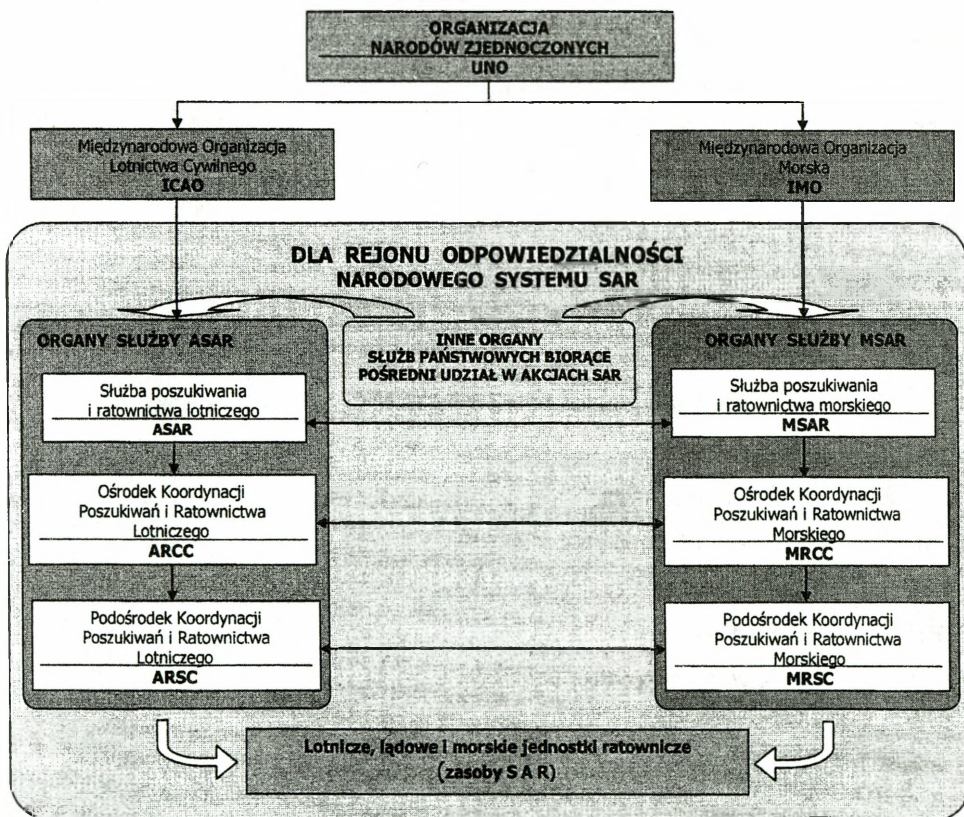 ORGANIZACJA
NARODÓW ZJEDNOCZONYCH
UNO
Międzynarodowa Organizacja
Lotnictwa Cywilnego
ICAO
Międzynarodowa Organizacja
Morska
IMO
DLA REJONU ODPOWIEDZIALNOŚCI
NARODOWEGO SYSTEMU SAR
ORGANY SŁUŻBY ASAR
Służba poszukiwania
i ratownictwa lotniczego
ASAR
Ośrodek Koordynacji
Poszukiwań i Ratownictwa
Lotniczego
ARCC
Podośrodek Koordynacji
Poszukiwań i Ratownictwa
Lotniczego
ARSC
INNE ORGANY
SŁUŻB PAŃSTWOWYCH BIORĄCE
POŚREDNI UDZIAŁ W AKCJACH SAR
ORGANY SŁUŻBY MSAR
Służba poszukiwania
i ratownictwa morskiego
MSAR
Ośrodek Koordynacji
Poszukiwań i Ratownictwa
Morskiego
MRCC
Podośrodek Koordynacji
Poszukiwań i Ratownictwa
Morskiego
MRSC
Lotnicze, lądowe i morskie jednostki ratownicze
(zasoby S A R)